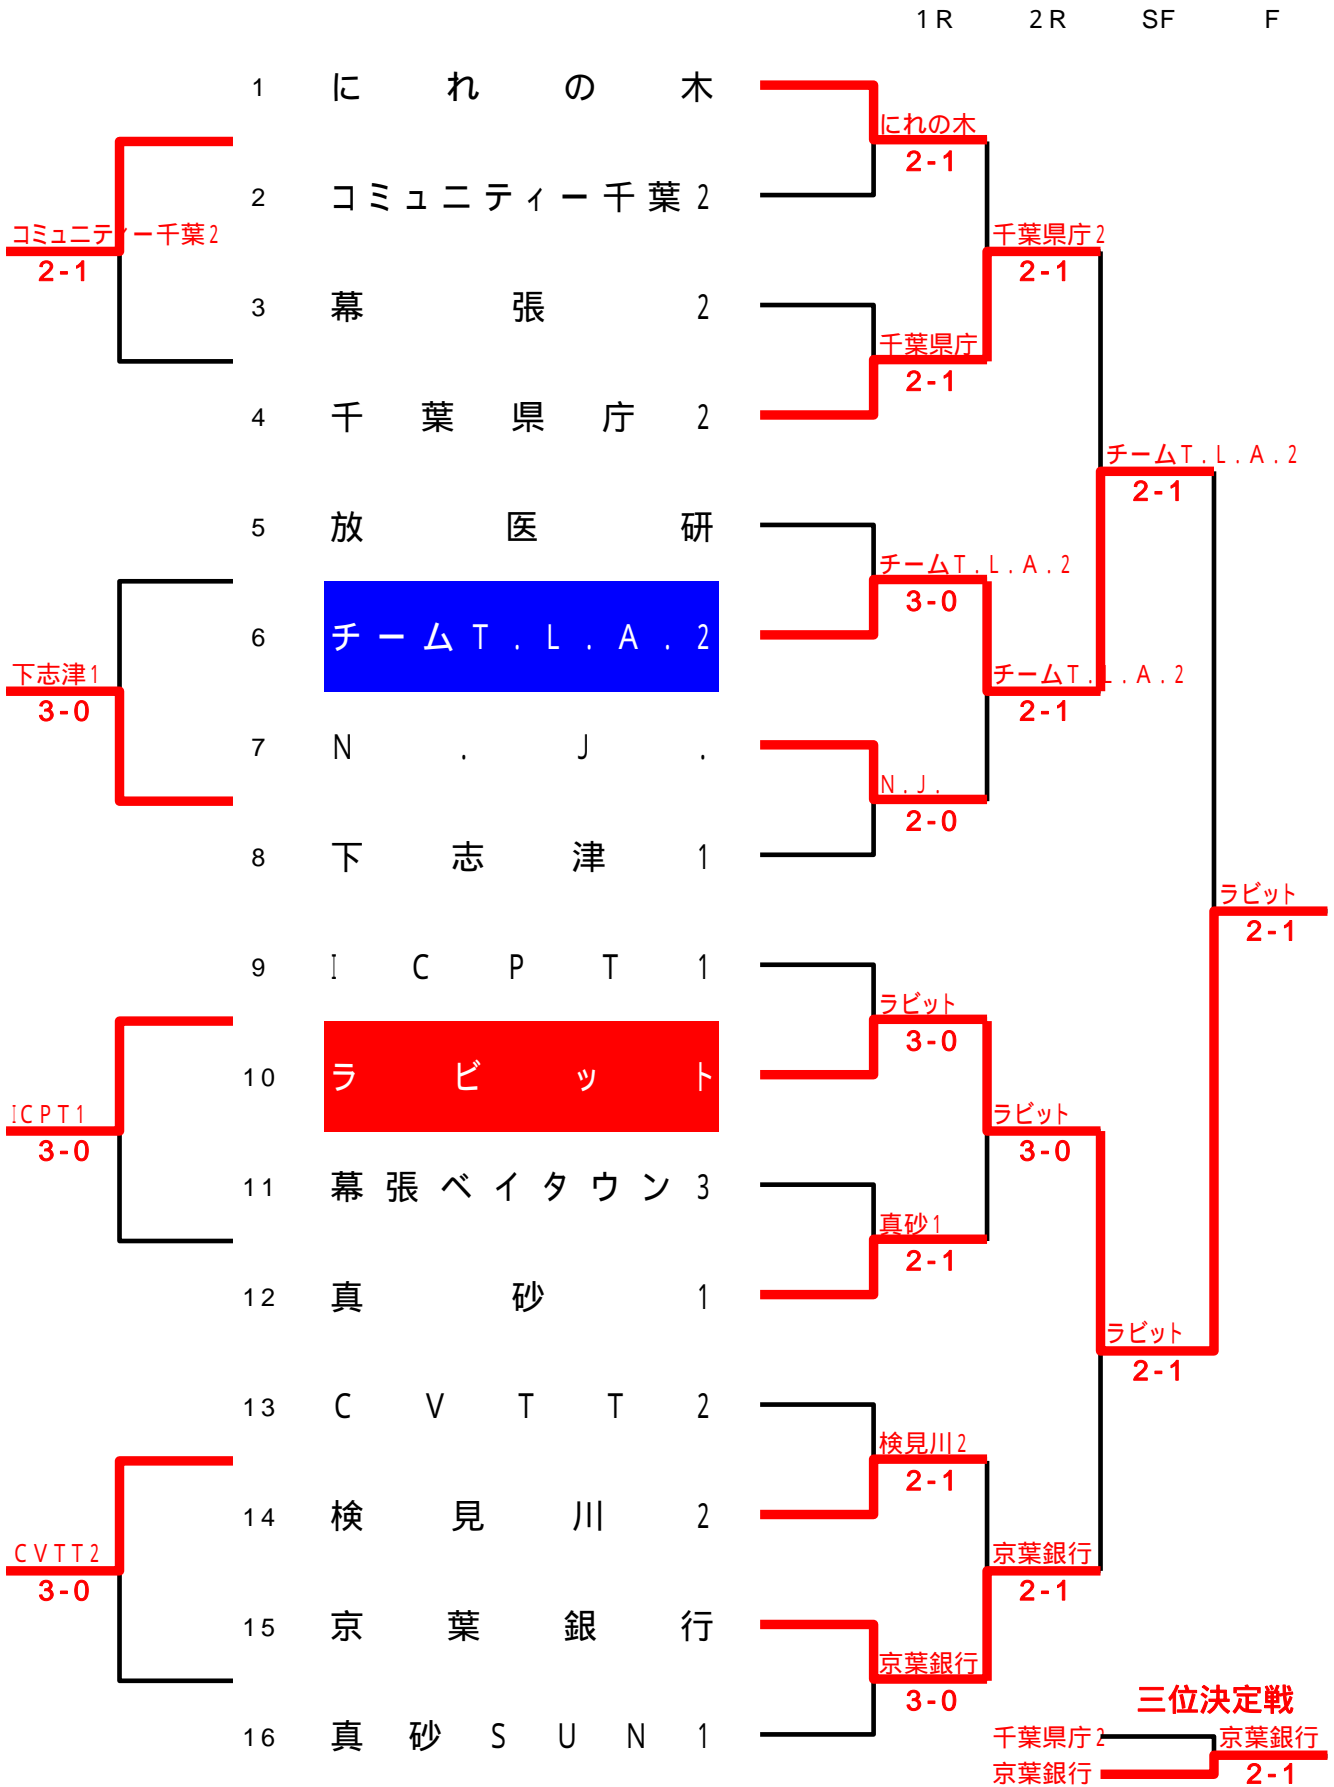 1R 2R SF F
1 にれの木
にれの木
2-1
2 コミュニティー千葉2
コミュニティー千葉2
千葉県庁2
2-1
2-1
3 幕張2
千葉県庁
2-1
4 千葉県庁2
チームT.L.A.2
2-1
5 放医研
チームT.L.A.2
3-0
6 チームT.L.A.2
下志津1
チームT.L.A.2
3-0
2-1
7 N.J.
N.J.
2-0
8 下志津1
ラビット
2-1
9 ICPT1
ラビット
3-0
10 ラビット
ICPT1
ラビット
3-0
3-0
11 幕張ベイタウン3
真砂1
2-1
12 真砂1
ラビット
2-1
13 CVTT2
検見川2
2-1
14 検見川2
CVTT2
京葉銀行
3-0
2-1
15 京葉銀行
京葉銀行
3-0
三位決定戦
16 真砂SUN1
千葉県庁2
京葉銀行
京葉銀行
2-1